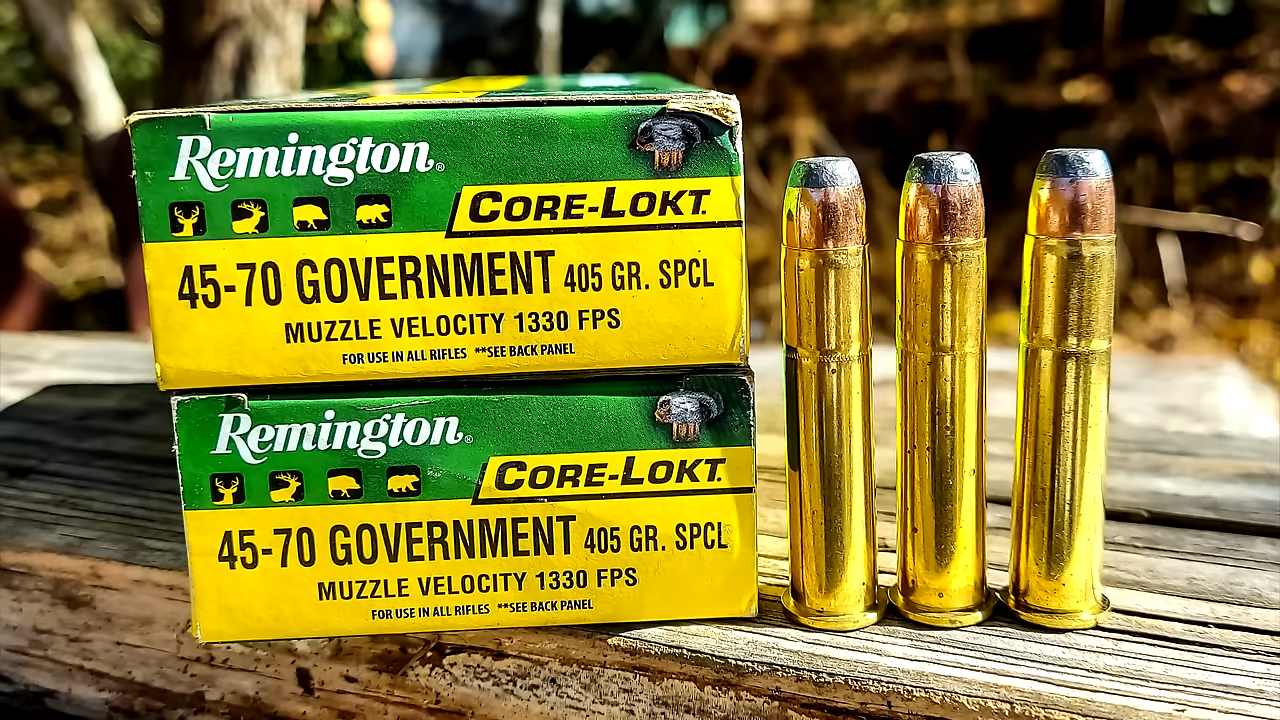 Remington®
CORE-LOKT.
45-70 GOVERNMENT 405 GR. SPCL
MUZZLE VELOCITY 1330 FPS
FOR USE IN ALL RIFLES **SEE BACK PANEL
Remington®
CORE-LOKT.
45-70 GOVERNMENT 405 GR. SPCL
MUZZLE VELOCITY 1330 FPS
FOR USE IN ALL RIFLES **SEE BACK PANEL